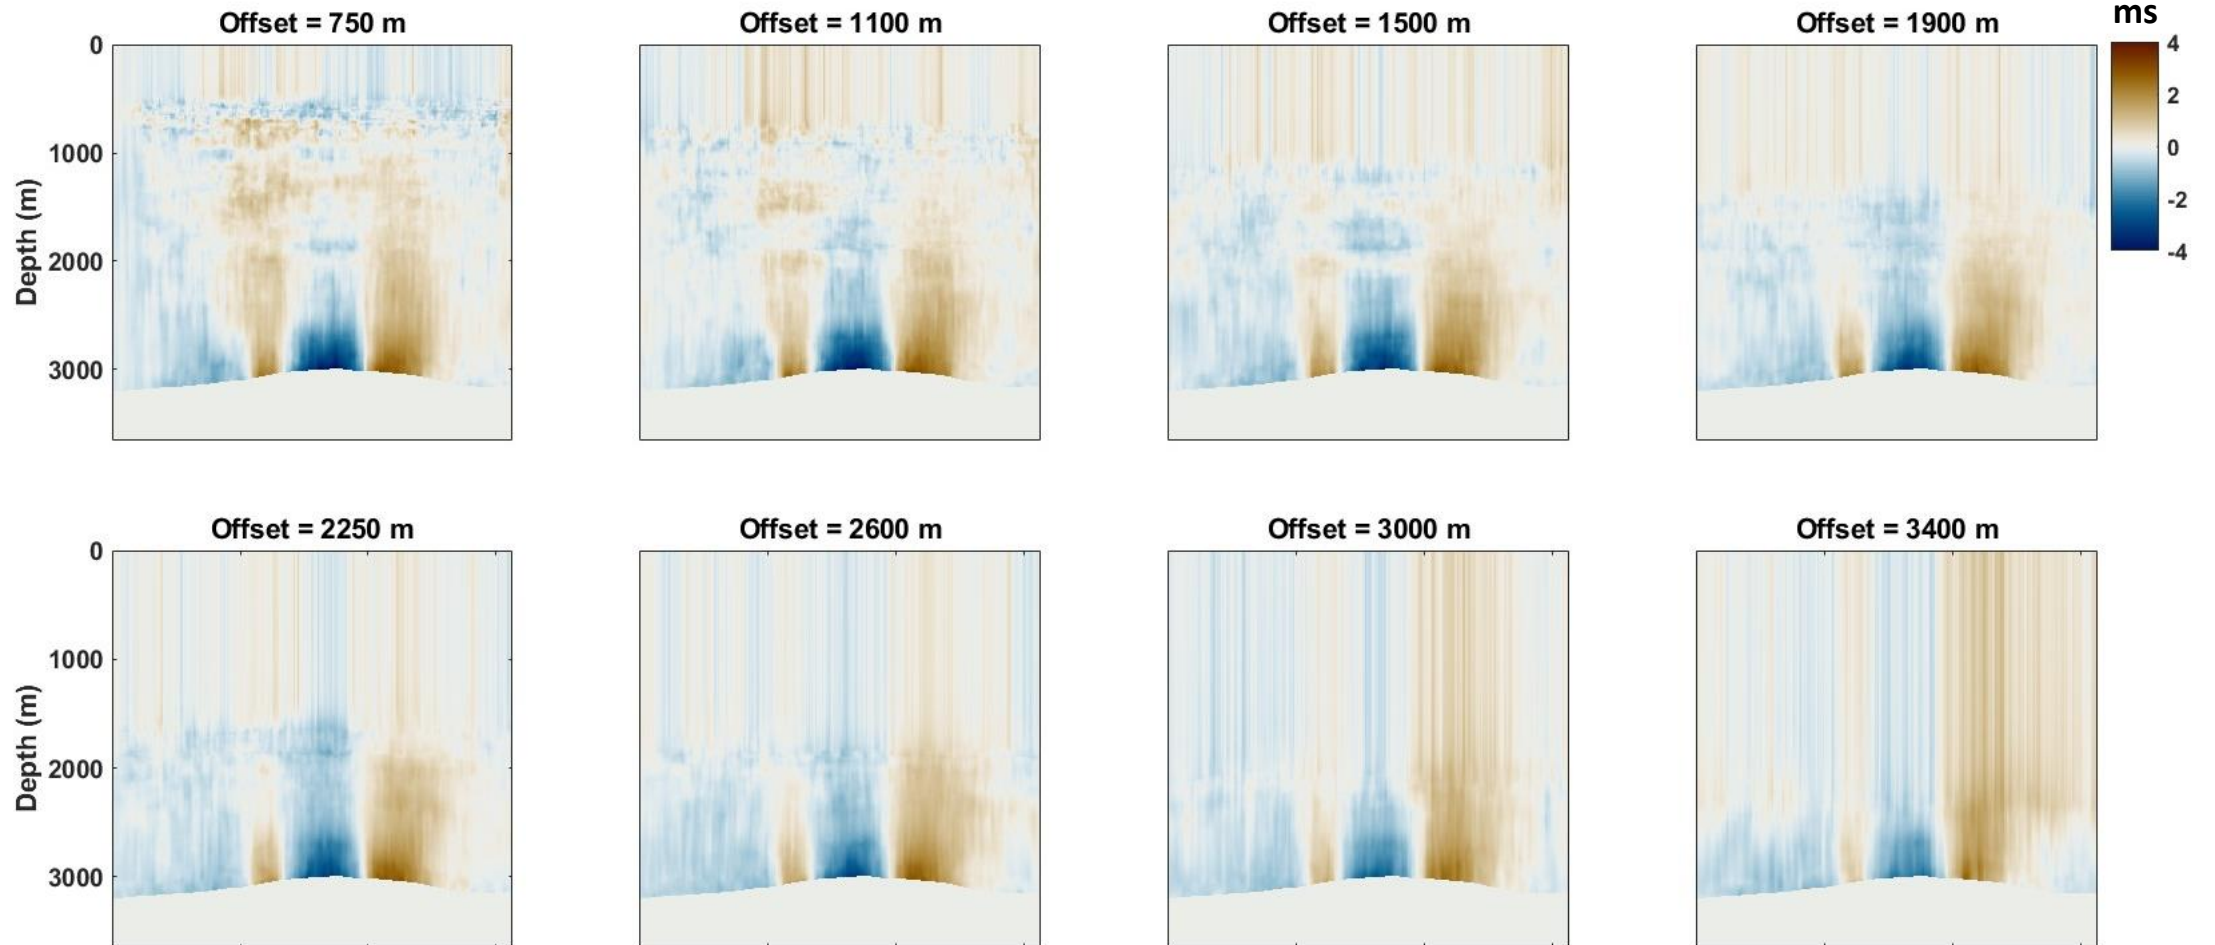 Offset = 750 m
Offset = 1100 m
Offset = 1500 m
Offset = 1900 m
ms
0
1000
2000
3000
Depth (m)
4
2
0
-2
-4
Offset = 2250 m
Offset = 2600 m
Offset = 3000 m
Offset = 3400 m
0
1000
2000
3000
Depth (m)